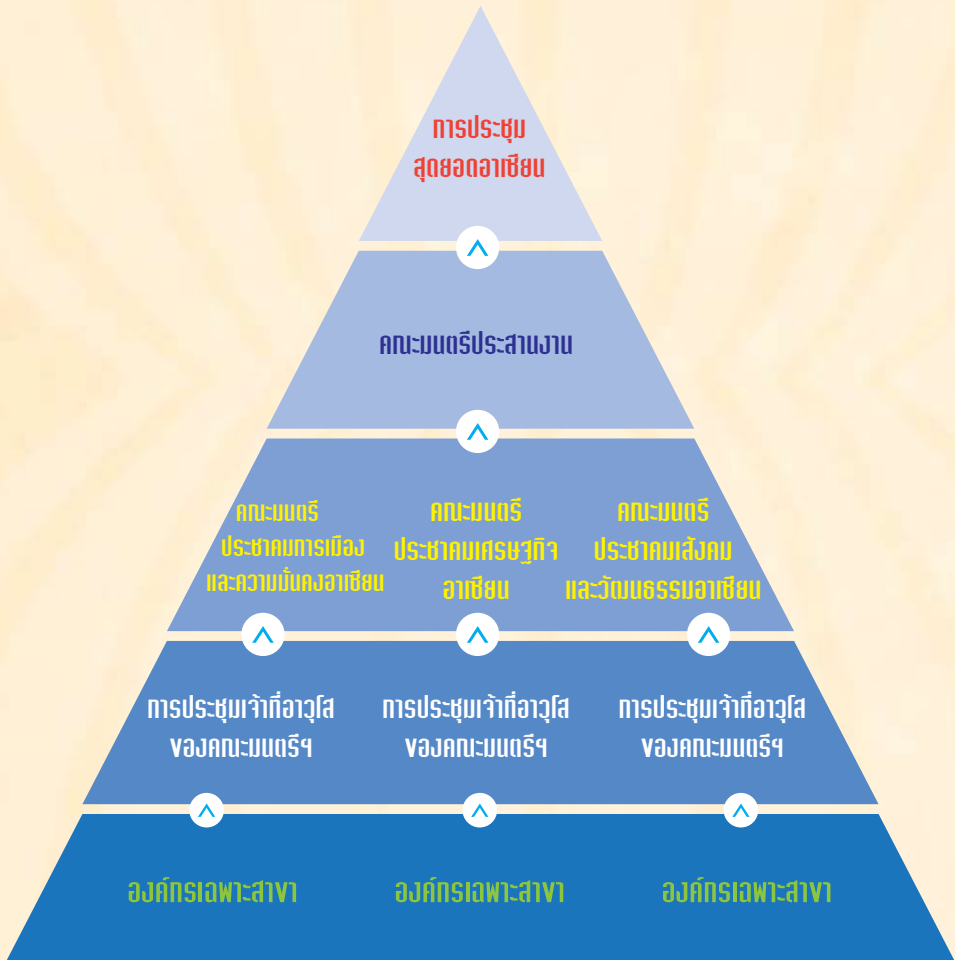 การประชุม
สุดยอดอาเซียน
คณะมนตรีประสานงาน
คณะมนตรี
ประชาคมการเมือง
และความมั่นคงอาเซียน
คณะมนตรี
ประชาคมเศรษฐกิจ
อาเซียน
คณะมนตรี
ประชาคมเสังคม
และวัฒนธรรมอาเซียน
การประชุมเจ้าที่อาวุโส
ของคณะมนตรีฯ
การประชุมเจ้าที่อาวุโส
ของคณะมนตรีฯ
การประชุมเจ้าที่อาวุโส
ของคณะมนตรีฯ
องค์กรเฉพาะสาขา
องค์กรเฉพาะสาขา
องค์กรเฉพาะสาขา